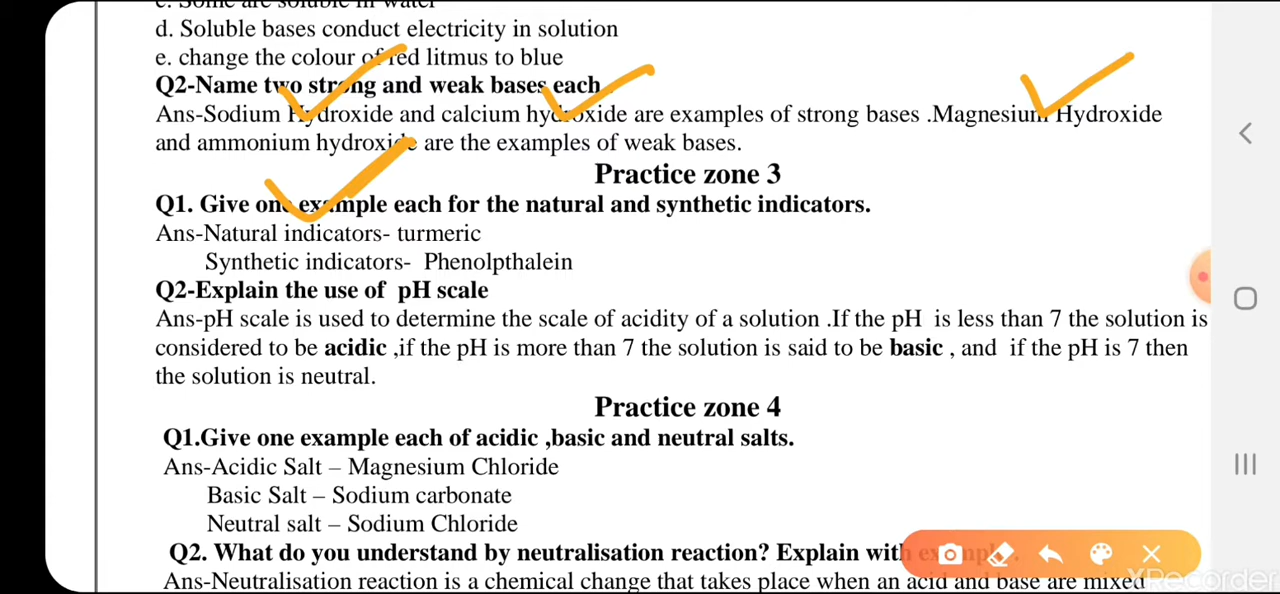 c. Some are soluble in water
d. Soluble bases conduct electricity in solution
e. change the colour of red litmus to blue
Q2-Name two strong and weak bases each
Ans-Sodium Hydroxide and calcium hydroxide are examples of strong bases .Magnesium Hydroxide
and ammonium hydroxide are the examples of weak bases.
Practice zone 3
Q1. Give one example each for the natural and synthetic indicators.
Ans-Natural indicators- turmeric
Synthetic indicators- Phenolpthalein
Q2-Explain the use of pH scale
Ans-pH scale is used to determine the scale of acidity of a solution .If the pH is less than 7 the solution is
considered to be acidic ,if the pH is more than 7 the solution is said to be basic , and if the pH is 7 then
the solution is neutral.
Practice zone 4
Q1.Give one example each of acidic ,basic and neutral salts.
Ans-Acidic Salt – Magnesium Chloride
Basic Salt – Sodium carbonate
Neutral salt – Sodium Chloride
Q2. What do you understand by neutralisation reaction? Explain with
Ans-Neutralisation reaction is a chemical change that takes place when an acid and base are mixed
XRecorder